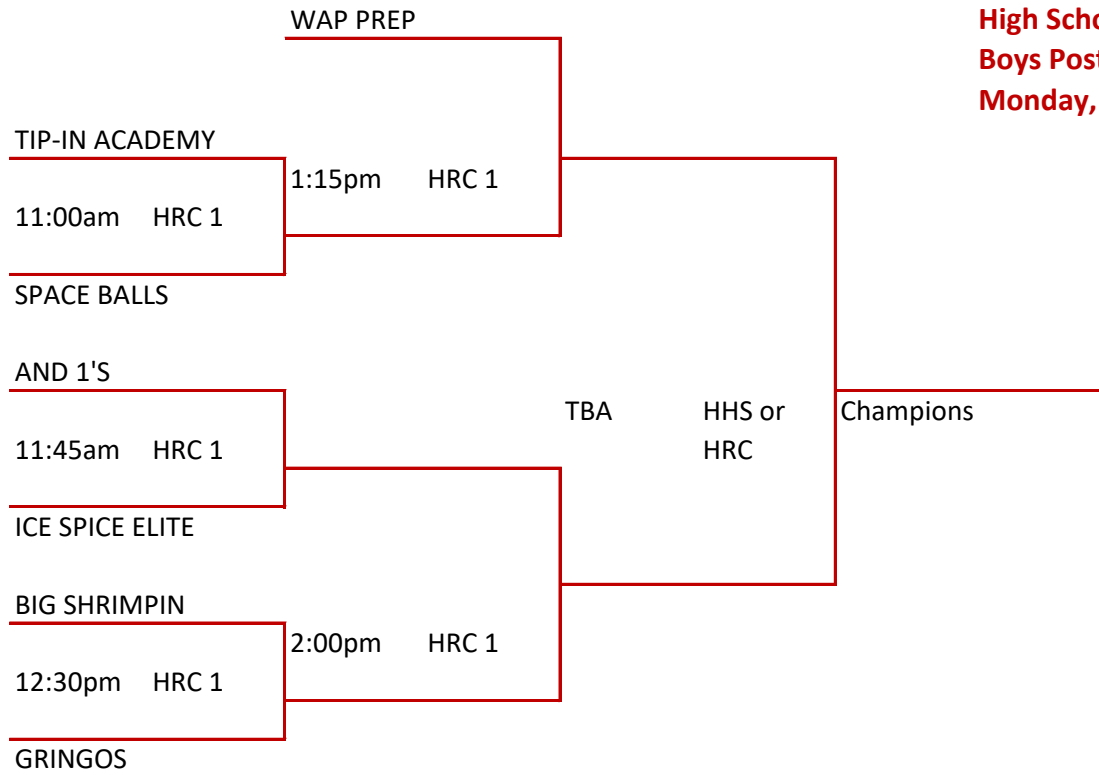 WAP PREP
High
Boys
Monday,
TIP-IN ACADEMY
1:15pm HRC 1
11:00am HRC 1
SPACE BALLS
AND 1'S
TBA HHS or HRC
Champions
11:45am HRC 1
ICE SPICE ELITE
BIG SHRIMPIN
2:00pm HRC 1
12:30pm HRC 1
GRINGOS